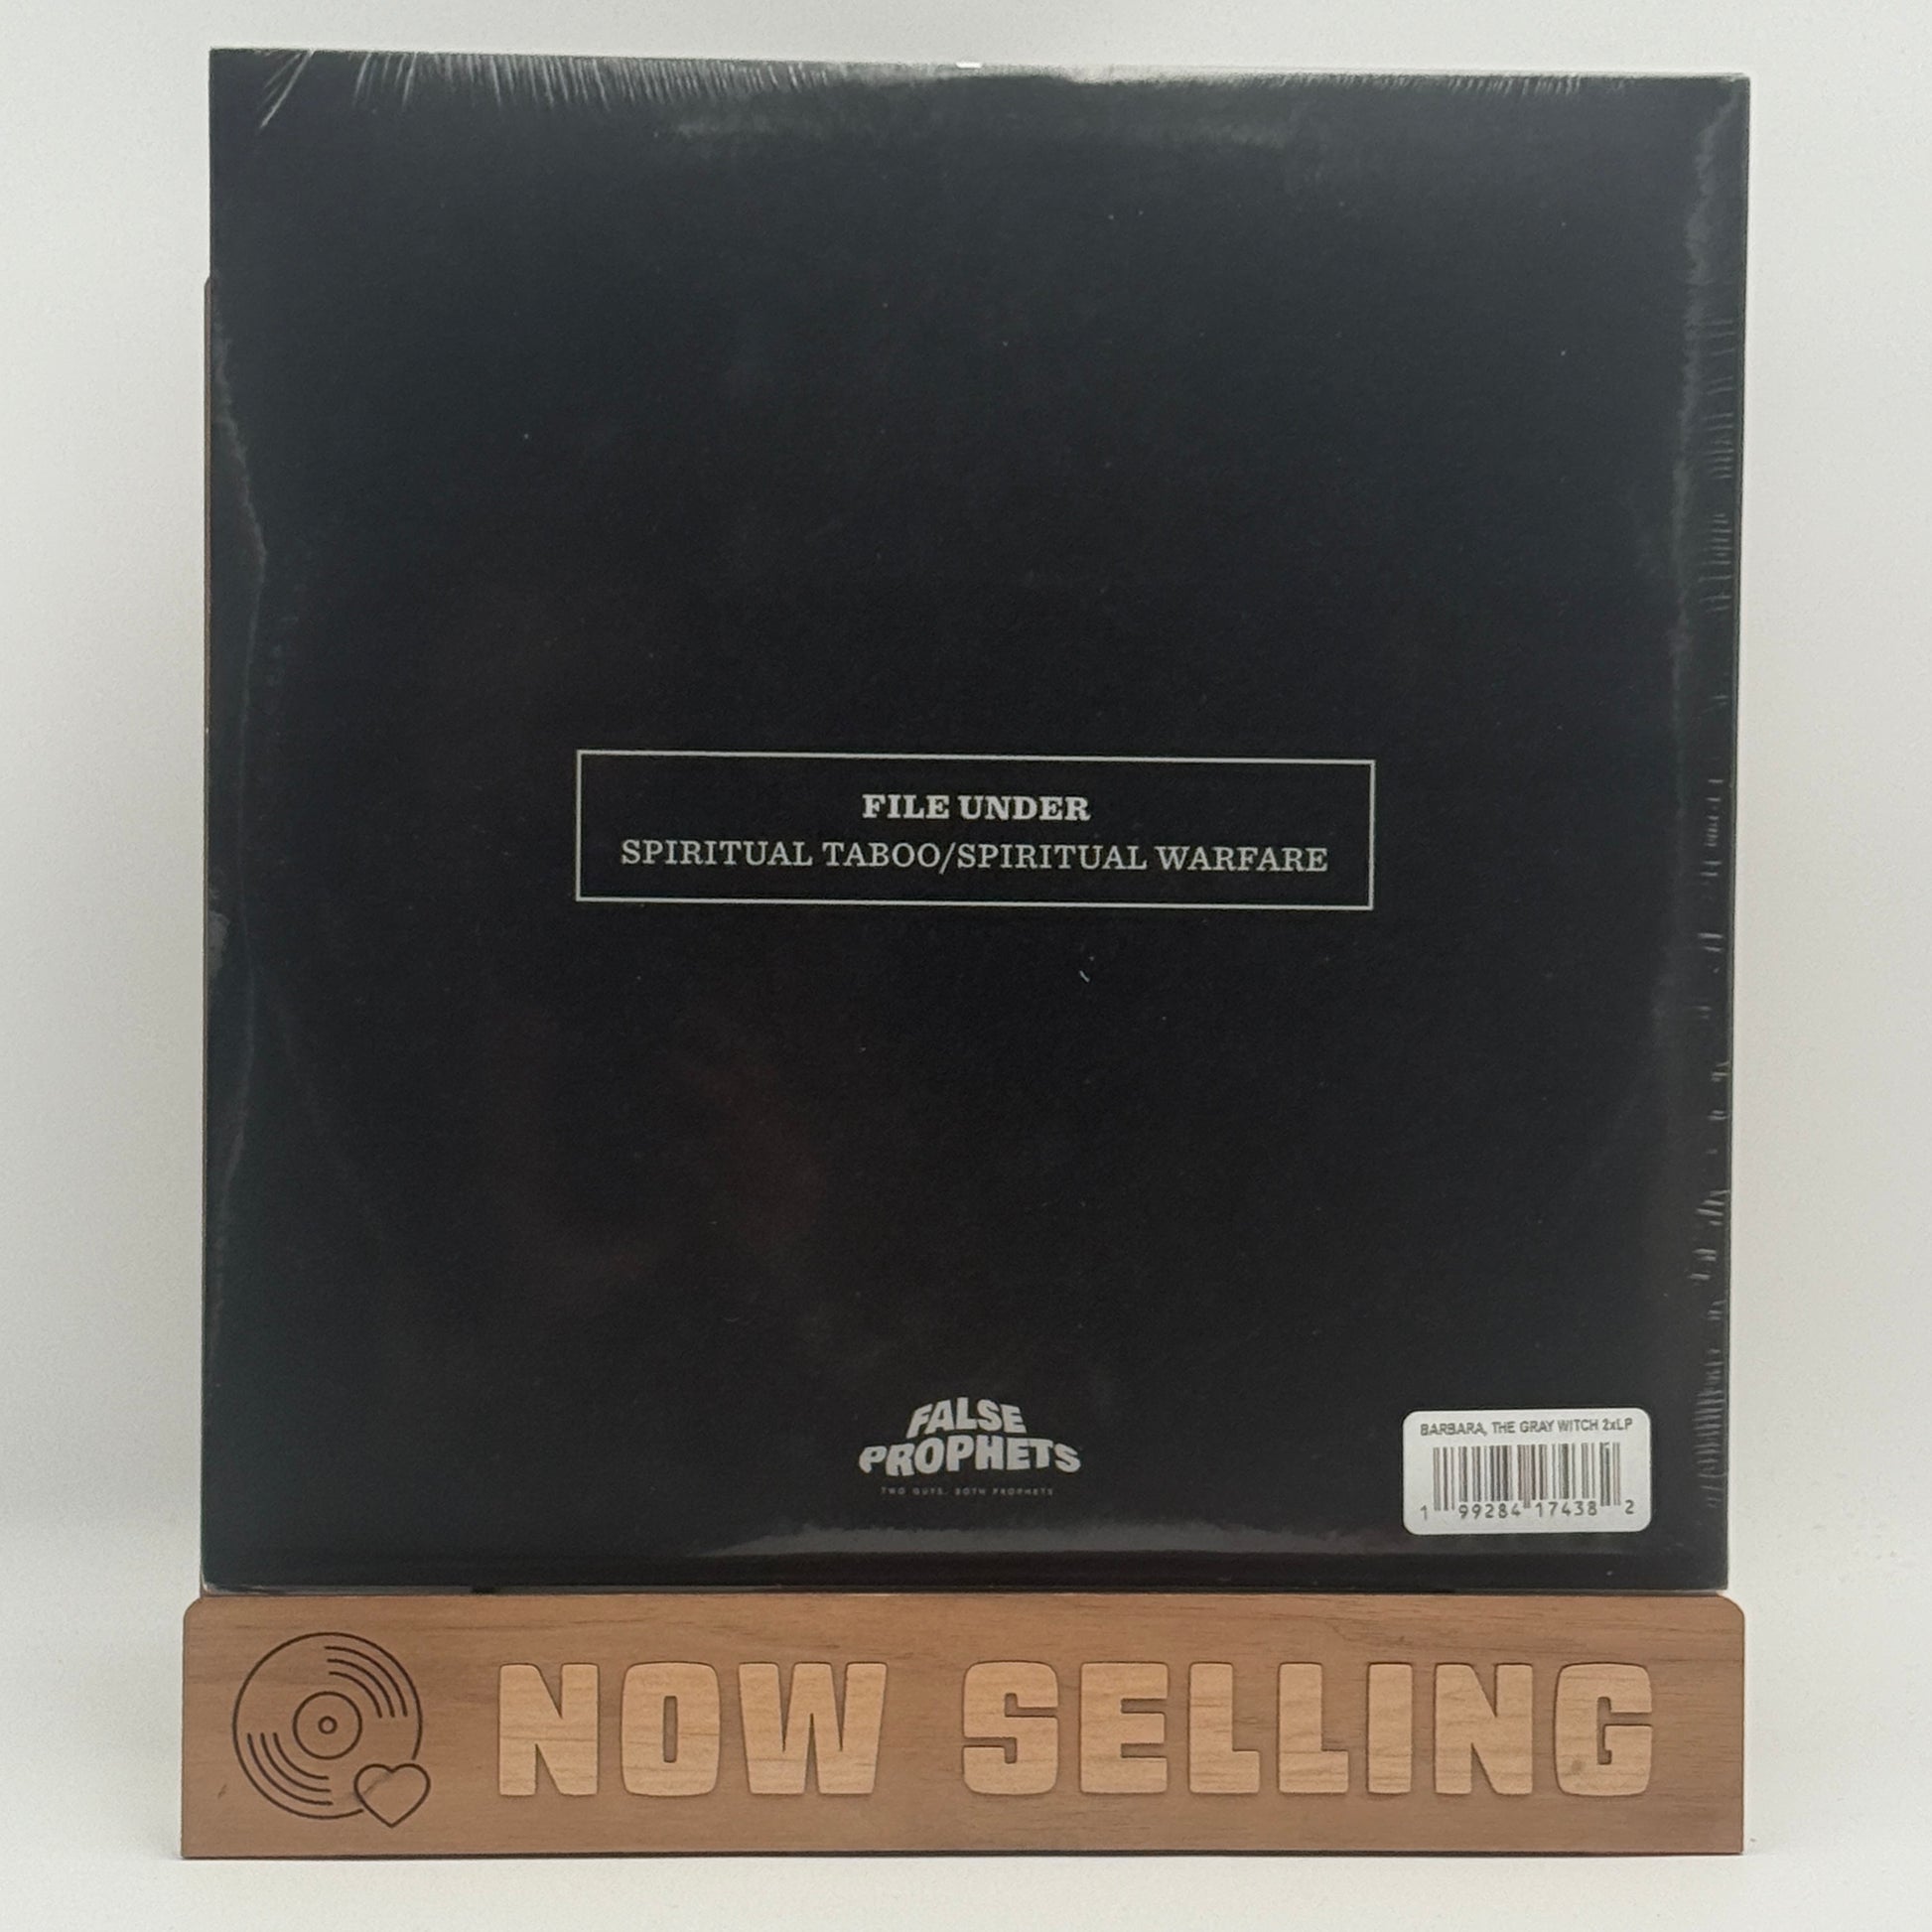 FILE UNDER
SPIRITUAL TABOO/SPIRITUAL WARFARE
FALSE
PROPHETS
TWO GUYS. BOTH PROPHETS
BARBARA, THE GRAY WITCH 2xLP
1 99284 17438 2
NOW SELLING